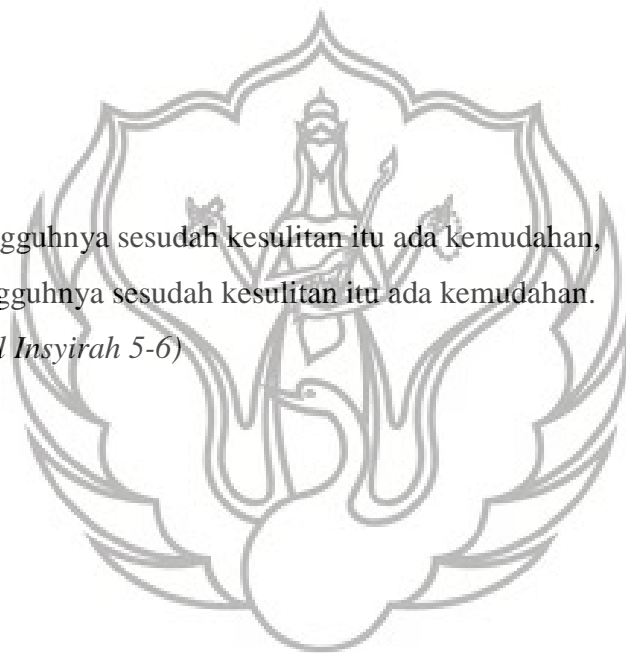 gguhnya sesudah kesulitan itu ada kemudahan,
gguhnya sesudah kesulitan itu ada kemudahan.
l Insyirah 5-6)